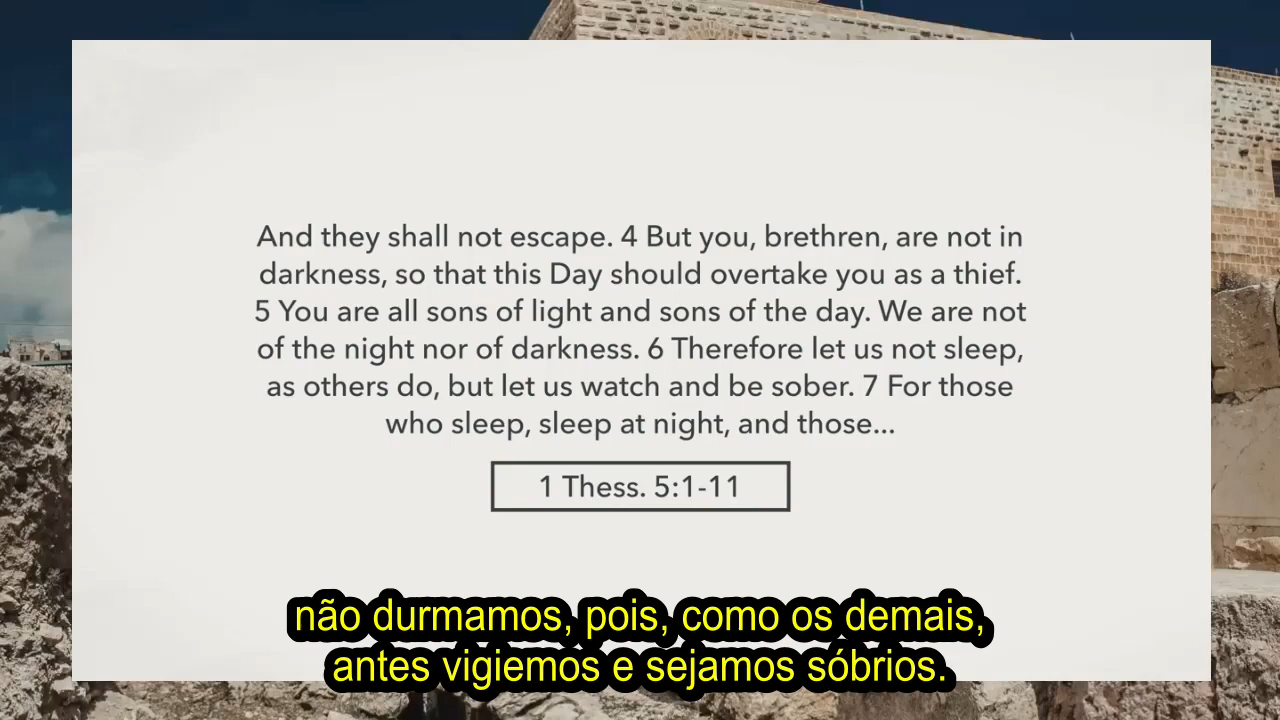 And they shall not escape. 4 But you, brethren, are not in
darkness, so that this Day should overtake you as a thief.
5 You are all sons of light and sons of the day. We are not
of the night nor of darkness. 6 Therefore let us not sleep,
as others do, but let us watch and be sober. 7 For those
who sleep, sleep at night, and those...
1 Thess. 5:1-11
não durmamos, pois, como os demais,
antes vigiemos e sejamos sóbrios.